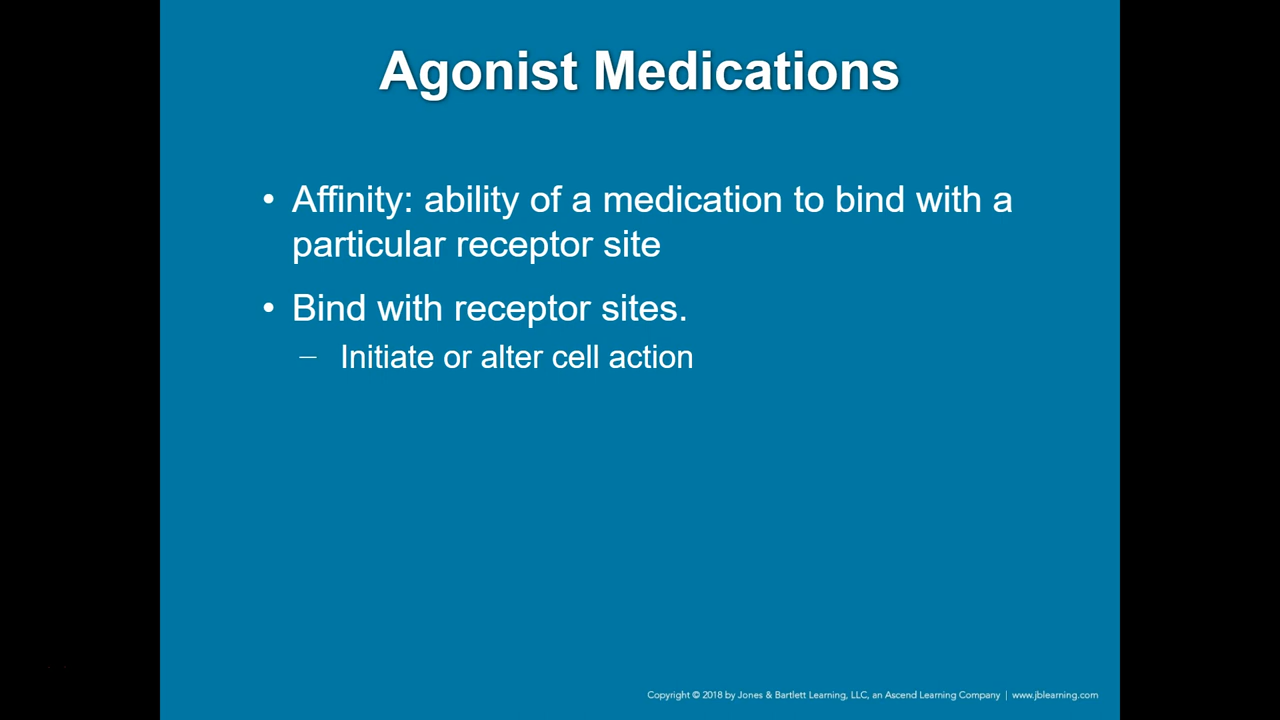 Agonist Medications
• Affinity: ability of a medication to bind with a
particular receptor site
• Bind with receptor sites.
– Initiate or alter cell action
Copyright © 2018 by Jones & Bartlett Learning, LLC, an Ascend Learning Company | www.jblearning.com